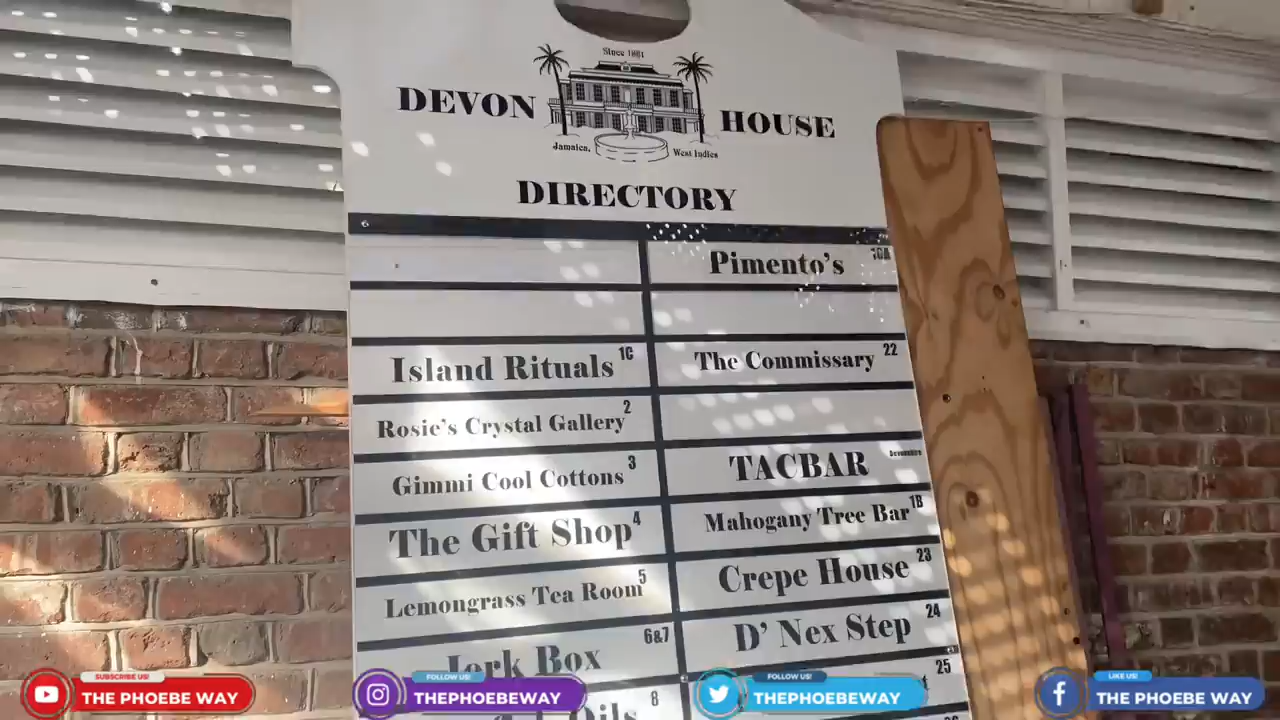 Since 1881
DEVON HOUSE
Jamaica, West Indies
DIRECTORY
Pimento's 10A
Island Rituals 1C
The Commissary 22
Rosie's Crystal Gallery 2
Gimmi Cool Cottons 3
TACBAR Devonshire
The Gift Shop 4
Mahogany Tree Bar 1B
Lemongrass Tea Room 5
Crepe House 23
Jerk Box 6&7
D' Nex Step 24
Oils 8
25
SUBSCRIBE US!
THE PHOEBE WAY
FOLLOW US!
THEPHOEBEWAY
FOLLOW US!
THEPHOEBEWAY
LIKE US!
THE PHOEBE WAY